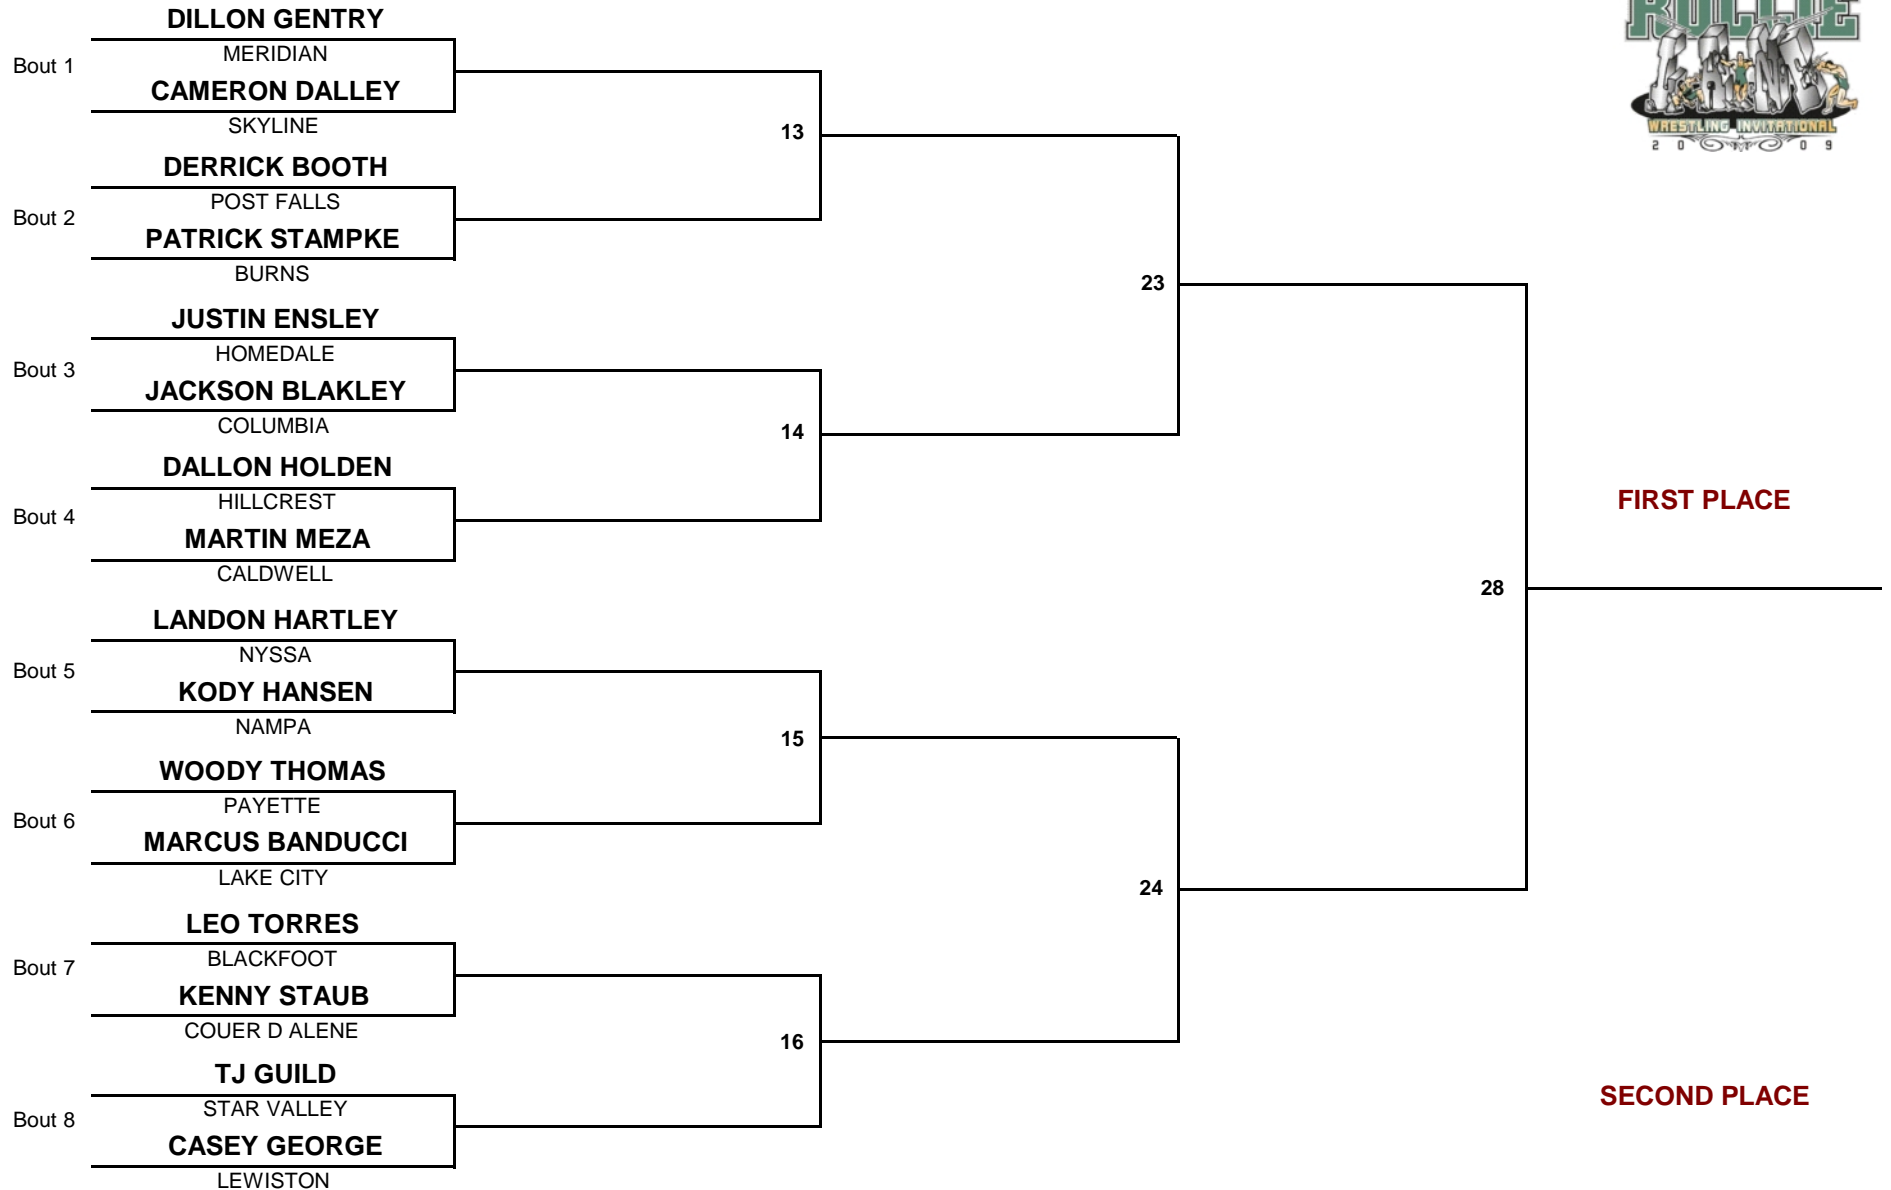 ROLLIE
LANE
WRESTLING INVITATIONAL
2009
DILLON GENTRY
Bout 1
MERIDIAN
CAMERON DALLEY
SKYLINE
13
DERRICK BOOTH
Bout 2
POST FALLS
PATRICK STAMPKE
BURNS
23
JUSTIN ENSLEY
Bout 3
HOMEDALE
JACKSON BLAKLEY
COLUMBIA
14
DALLON HOLDEN
Bout 4
HILLCREST
MARTIN MEZA
CALDWELL
FIRST PLACE
28
LANDON HARTLEY
Bout 5
NYSSA
KODY HANSEN
NAMPA
15
WOODY THOMAS
Bout 6
PAYETTE
MARCUS BANDUCCI
LAKE CITY
24
LEO TORRES
Bout 7
BLACKFOOT
KENNY STAUB
COUER D ALENE
16
TJ GUILD
Bout 8
STAR VALLEY
CASEY GEORGE
LEWISTON
SECOND PLACE